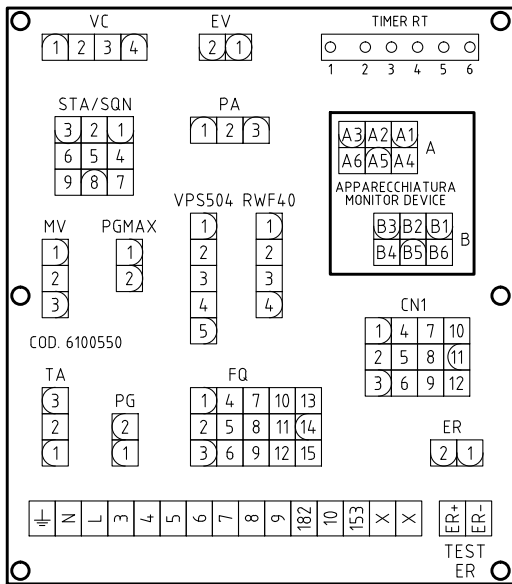 VC EV TIMER RT
1 2 3 4 2 1
1 2 3 4 5 6
STA/SQN PA
3 2 1 1 2 3
6 5 4
9 8 7
A3 A2 A1 A
A6 A5 A4
APPARECCHIATURA
MONITOR DEVICE
B3 B2 B1 B
B4 B5 B6
VPS504 RWF40
1 1
2 2
3 3
4 4
5
MV PGMAX
1 1
2 2
3
CN1
1 4 7 10
2 5 8 11
3 6 9 12
COD. 6100550
TA PG FQ
3
2 2
1 1
1 4 7 10 13
2 5 8 11 14
3 6 9 12 15
ER
2 1
N L 3 4 5 6 7 8 9 182 10 153 X X ER+ ER-
TEST
ER